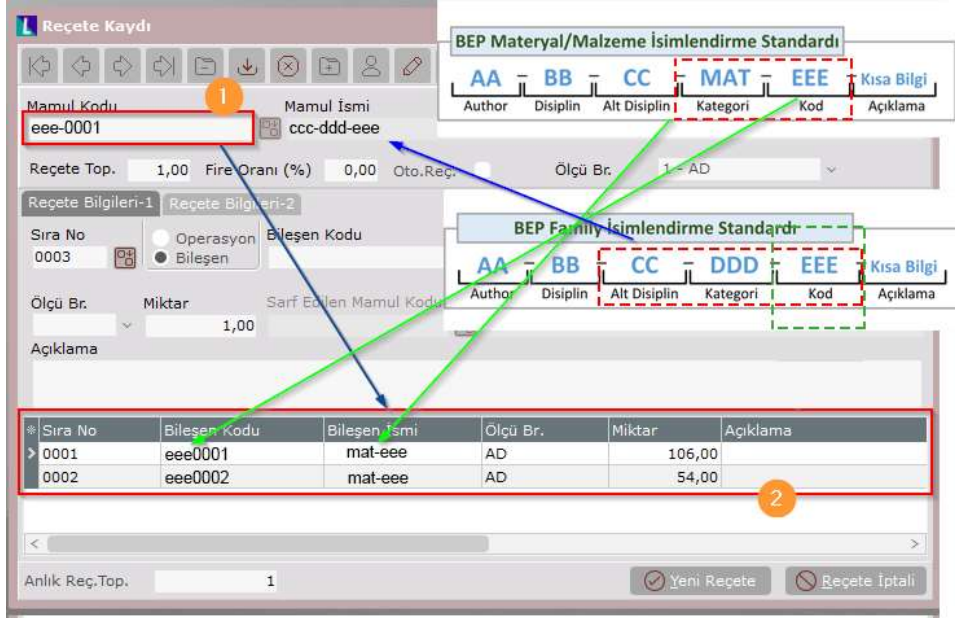 Reçete Kaydı
BEP Materyal/Malzeme İsimlendirme Standardı
AA - BB - CC - MAT - EEE - Kısa Bilgi
Author Disiplin Alt Disiplin Kategori Kod Açıklama
1
Mamul Kodu Mamul İsmi
eee-0001 ccc-ddd-eee
Reçete Top. 1,00 Fire Oranı (%) 0,00 Oto.Reç. Ölçü Br. 1 - AD
Reçete Bilgileri-1 Reçete Bilgileri-2
BEP Family İsimlendirme Standardı
AA - BB - CC - DDD - EEE - Kısa Bilgi
Author Disiplin Alt Disiplin Kategori Kod Açıklama
Sıra No Operasyon Bileşen Kodu
0003 Bileşen
Ölçü Br. Miktar Sarf Edilen Mamul Kodu
1,00
Açıklama
* Sıra No Bileşen Kodu Bileşen İsmi Ölçü Br. Miktar Açıklama
> 0001 eee0001 mat-eee AD 106,00
0002 eee0002 mat-eee AD 54,00
2
Anlık Reç.Top. 1 Yeni Reçete Reçete İptali